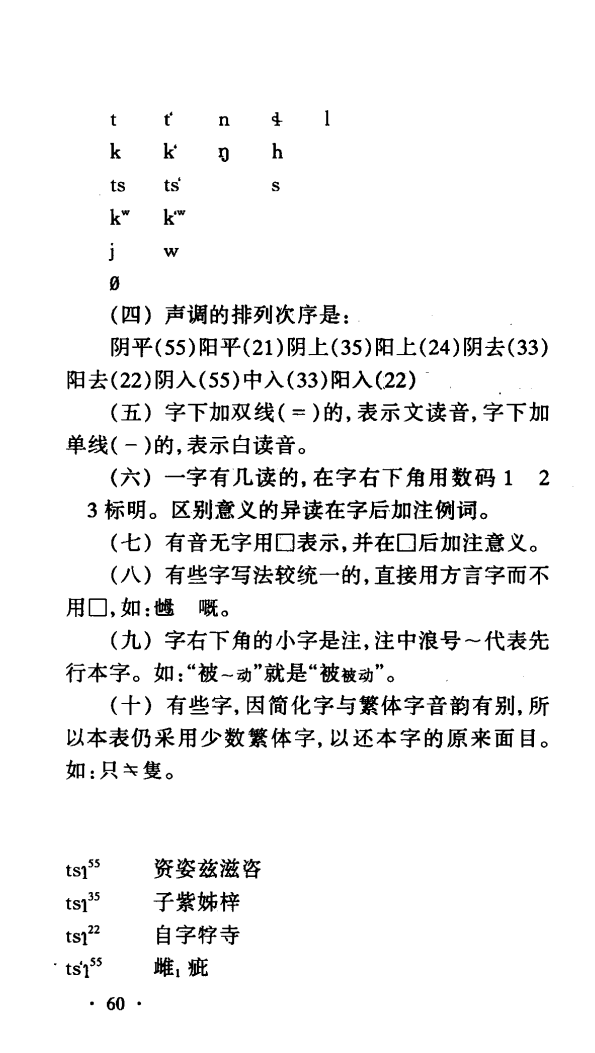 t tʻ n ɬ l
k kʻ ŋ h
ts tsʻ s
kʷ kʻʷ
j w
ø
(四) 声调的排列次序是:
阴平(55)阳平(21)阴上(35)阳上(24)阴去(33)
阳去(22)阴入(55)中入(33)阳入(22)
(五) 字下加双线(=)的,表示文读音,字下加
单线(-)的,表示白读音。
(六) 一字有几读的,在字右下角用数码1 2
3标明。区别意义的异读在字后加注例词。
(七) 有音无字用□表示,并在□后加注意义。
(八) 有些字写法较统一的,直接用方言字而不
用□,如: 嘅。
(九) 字右下角的小字是注,注中浪号~代表先
行本字。如:“被~动”就是“被被动”。
(十) 有些字,因简化字与繁体字音韵有别,所
以本表仍采用少数繁体字,以还本字的原来面目。
如:只≒隻。
tsɿ⁵⁵ 资姿兹滋咨
tsɿ³⁵ 子紫姊梓
tsɿ²² 自字牸寺
tsʻɿ⁵⁵ 雌₁疵
· 60 ·